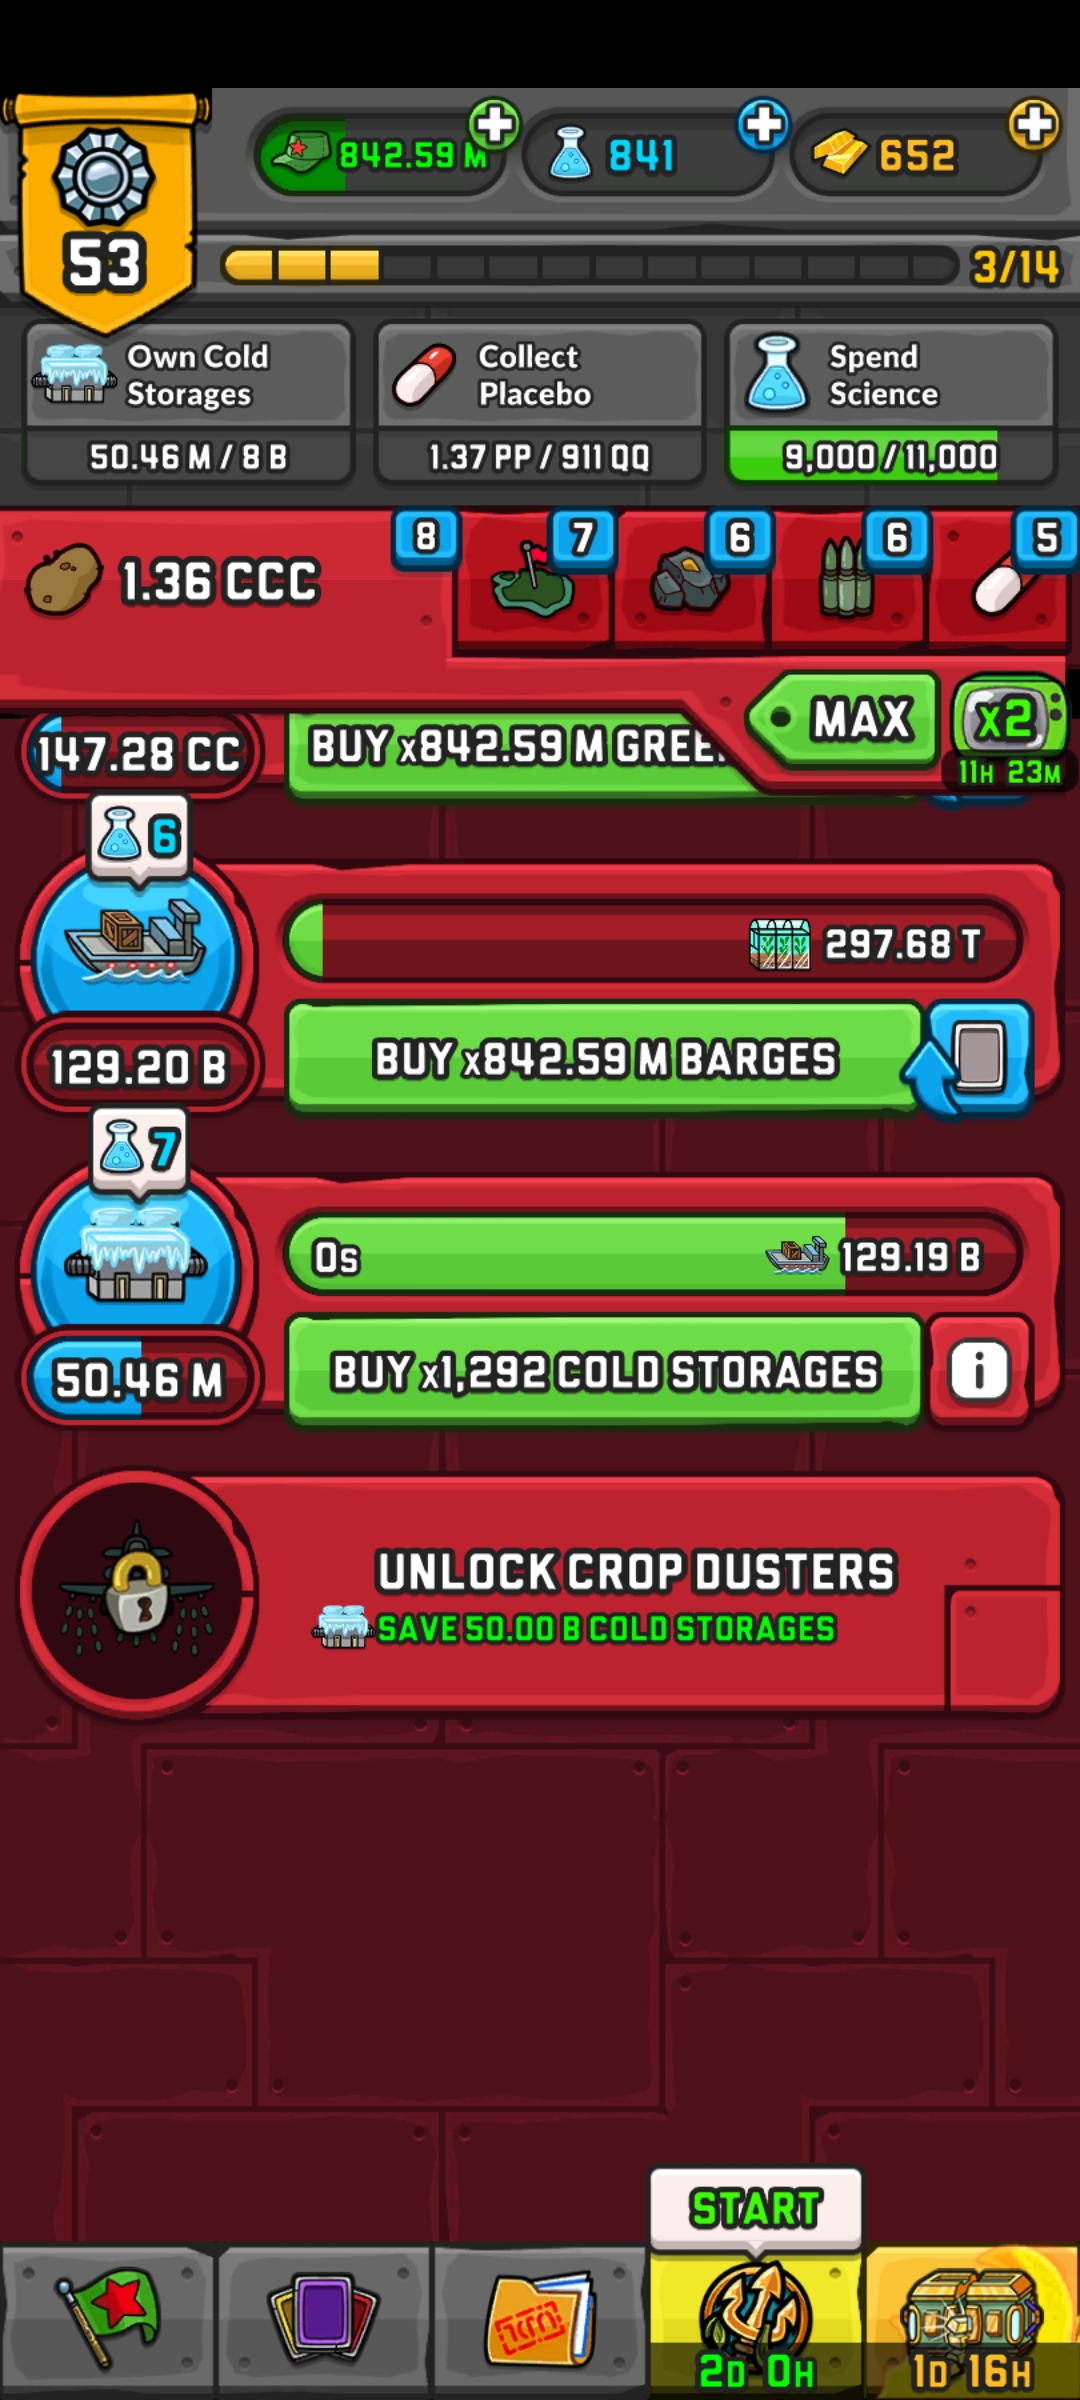 842.59 M
841
652
53
3/14
Own Cold
Storages
50.46 M / 8 B
Collect
Placebo
1.37 PP / 911 QQ
Spend
Science
9,000 / 11,000
1.36 CCC
8
7
6
6
5
MAX
x2
11H 23M
147.28 CC
BUY x842.59 M GREE
6
297.68 T
129.20 B
BUY x842.59 M BARGES
7
0s
129.19 B
50.46 M
BUY x1,292 COLD STORAGES
i
UNLOCK CROP DUSTERS
SAVE 50.00 B COLD STORAGES
START
2D 0H
1D 16H